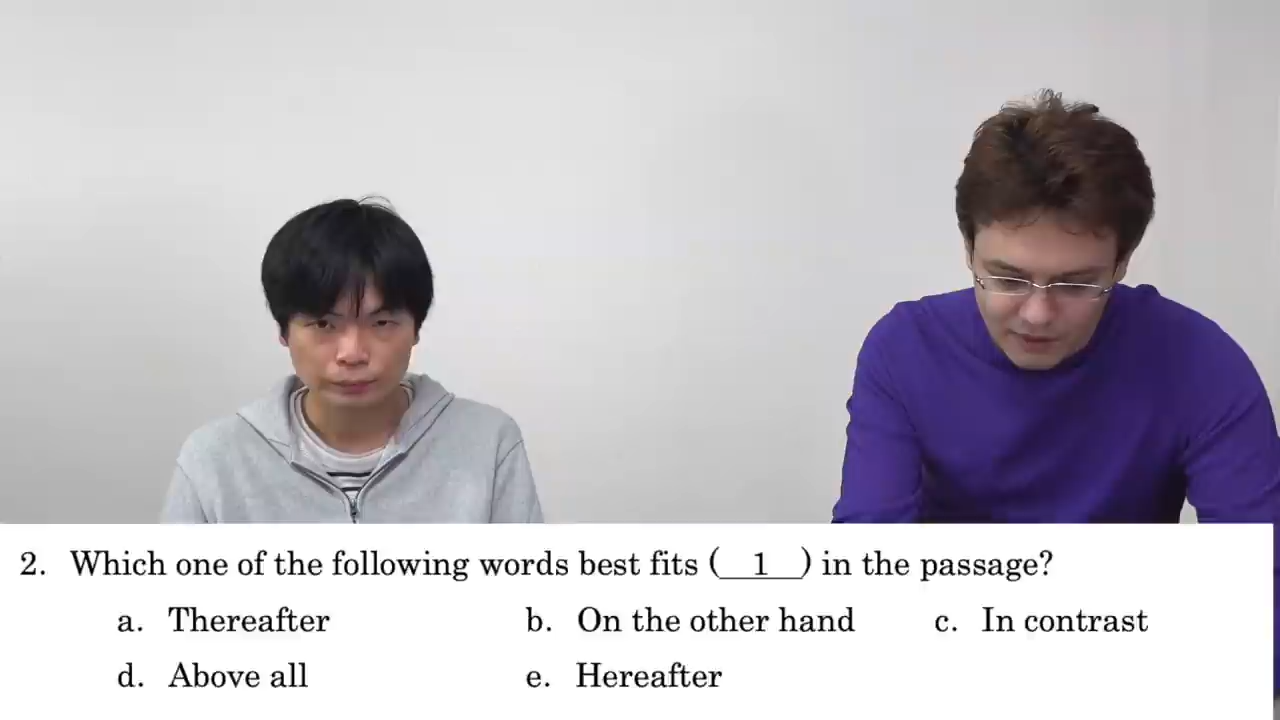 2. Which one of the following words best fits ( 1 ) in the passage?
a. Thereafter b. On the other hand c. In contrast
d. Above all e. Hereafter